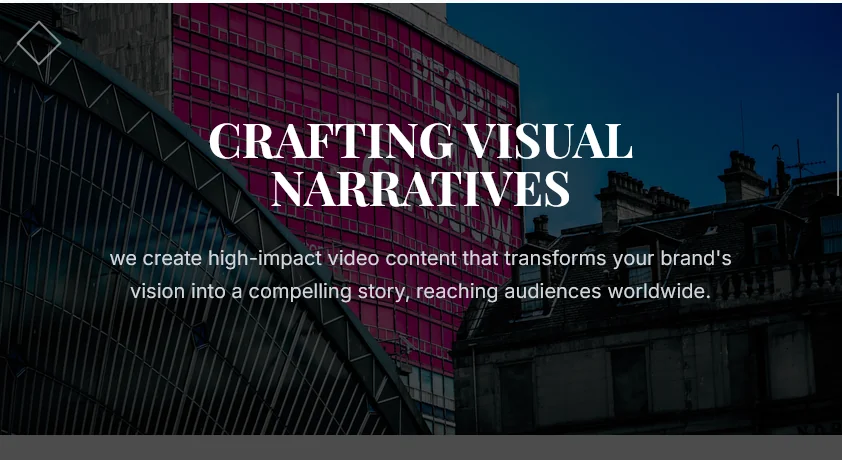 PEOPLE
CRAFTING VISUAL
NARRATIVES
we create high-impact video content that transforms your brand's
vision into a compelling story, reaching audiences worldwide.